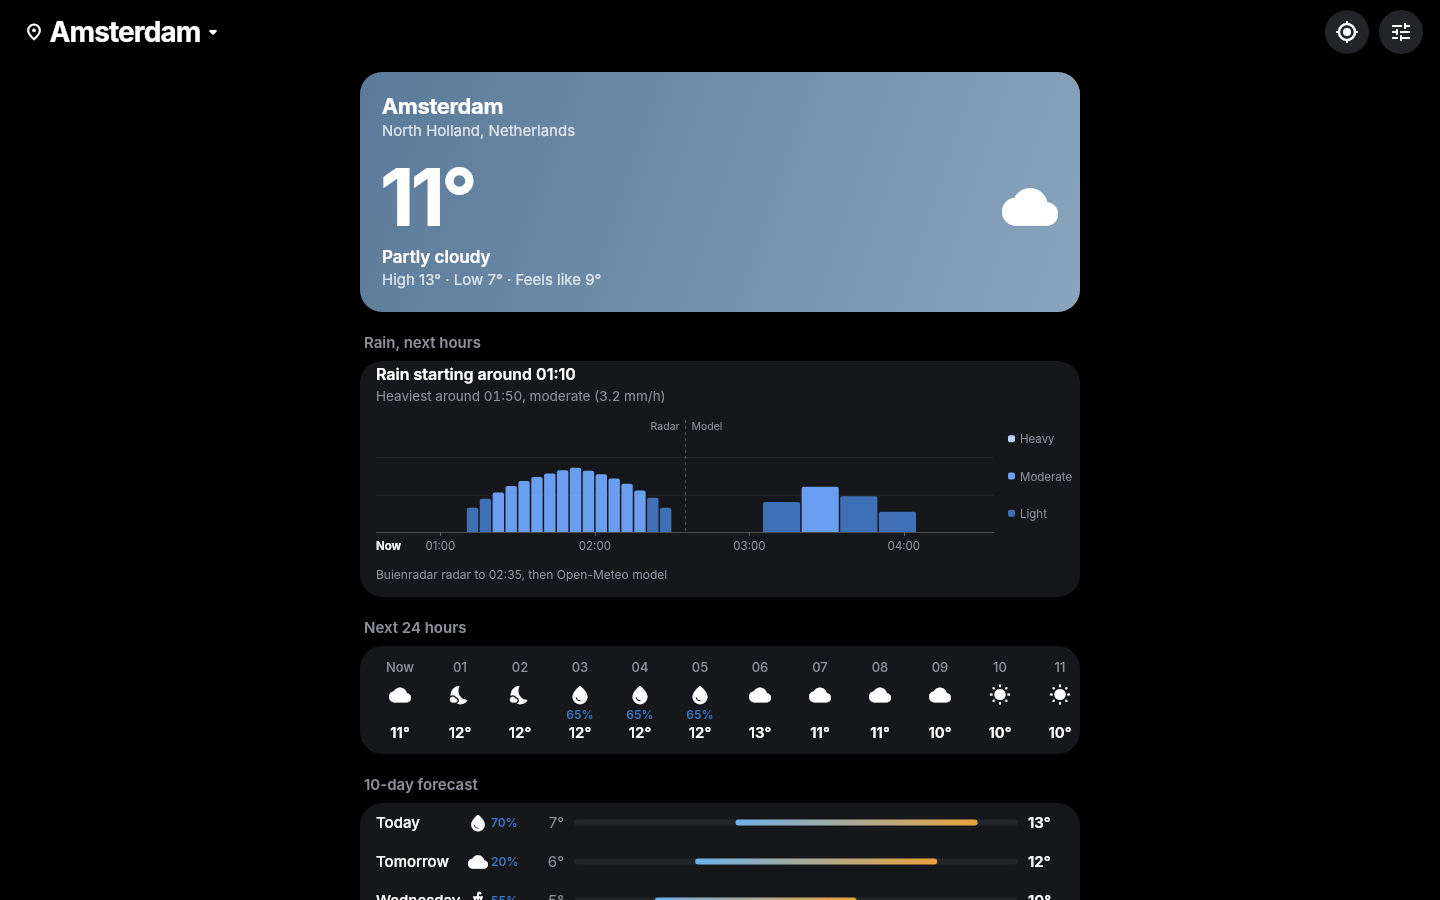 Amsterdam
Amsterdam
North Holland, Netherlands
11°
Partly cloudy
High 13° · Low 7° · Feels like 9°
Rain, next hours
Rain starting around 01:10
Heaviest around 01:50, moderate (3.2 mm/h)
Radar Model
Heavy
Moderate
Light
Now 01:00 02:00 03:00 04:00
Buienradar radar to 02:35, then Open-Meteo model
Next 24 hours
Now 01 02 03 04 05 06 07 08 09 10 11
65% 65% 65%
11° 12° 12° 12° 12° 12° 13° 11° 11° 10° 10° 10°
10-day forecast
Today 70% 7° 13°
Tomorrow 20% 6° 12°
Wednesday 55% 5° 10°